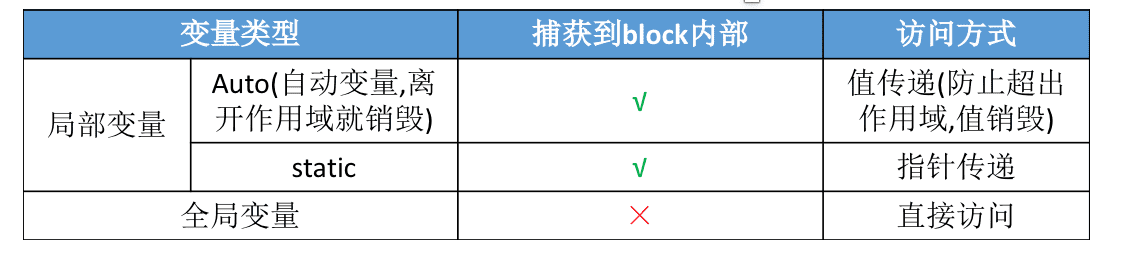 变量类型 捕获到block内部 访问方式
局部变量
Auto(自动变量,离
开作用域就销毁)
√
值传递(防止超出
作用域,值销毁)
static √ 指针传递
全局变量 × 直接访问